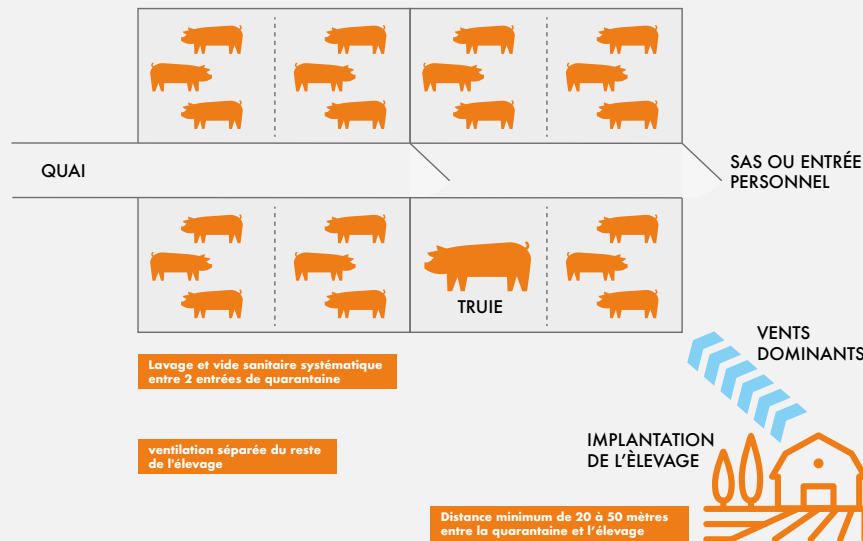 QUAI
SAS OU ENTRÉE
PERSONNEL
TRUIE
VENTS
DOMINANTS
Lavage et vide sanitaire systématique
entre 2 entrées de quarantaine
ventilation séparée du reste
de l'élevage
IMPLANTATION
DE L'ÈLEVAGE
Distance minimum de 20 à 50 mètres
entre la quarantaine et l'élevage